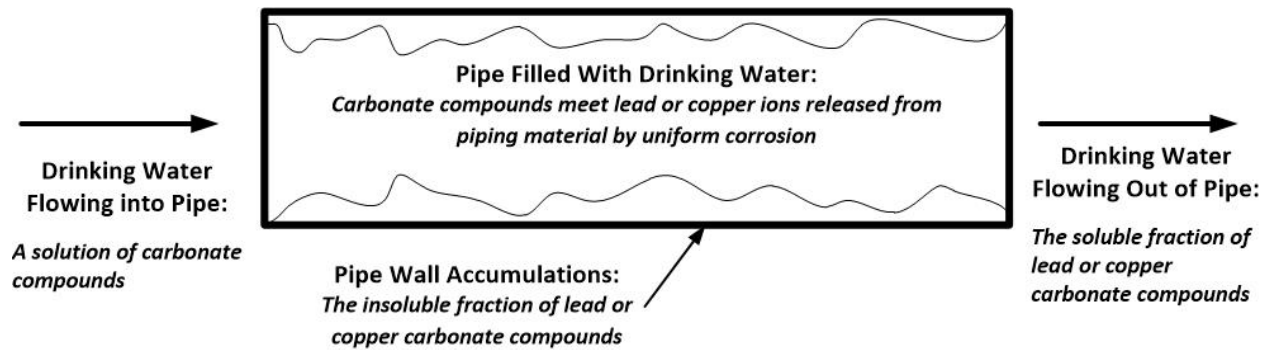 Pipe Filled With Drinking Water:
Carbonate compounds meet lead or copper ions released from
piping material by uniform corrosion
Drinking Water
Flowing into Pipe:
A solution of carbonate
compounds
Pipe Wall Accumulations:
The insoluble fraction of lead or
copper carbonate compounds
Drinking Water
Flowing Out of Pipe:
The soluble fraction of
lead or copper
carbonate compounds